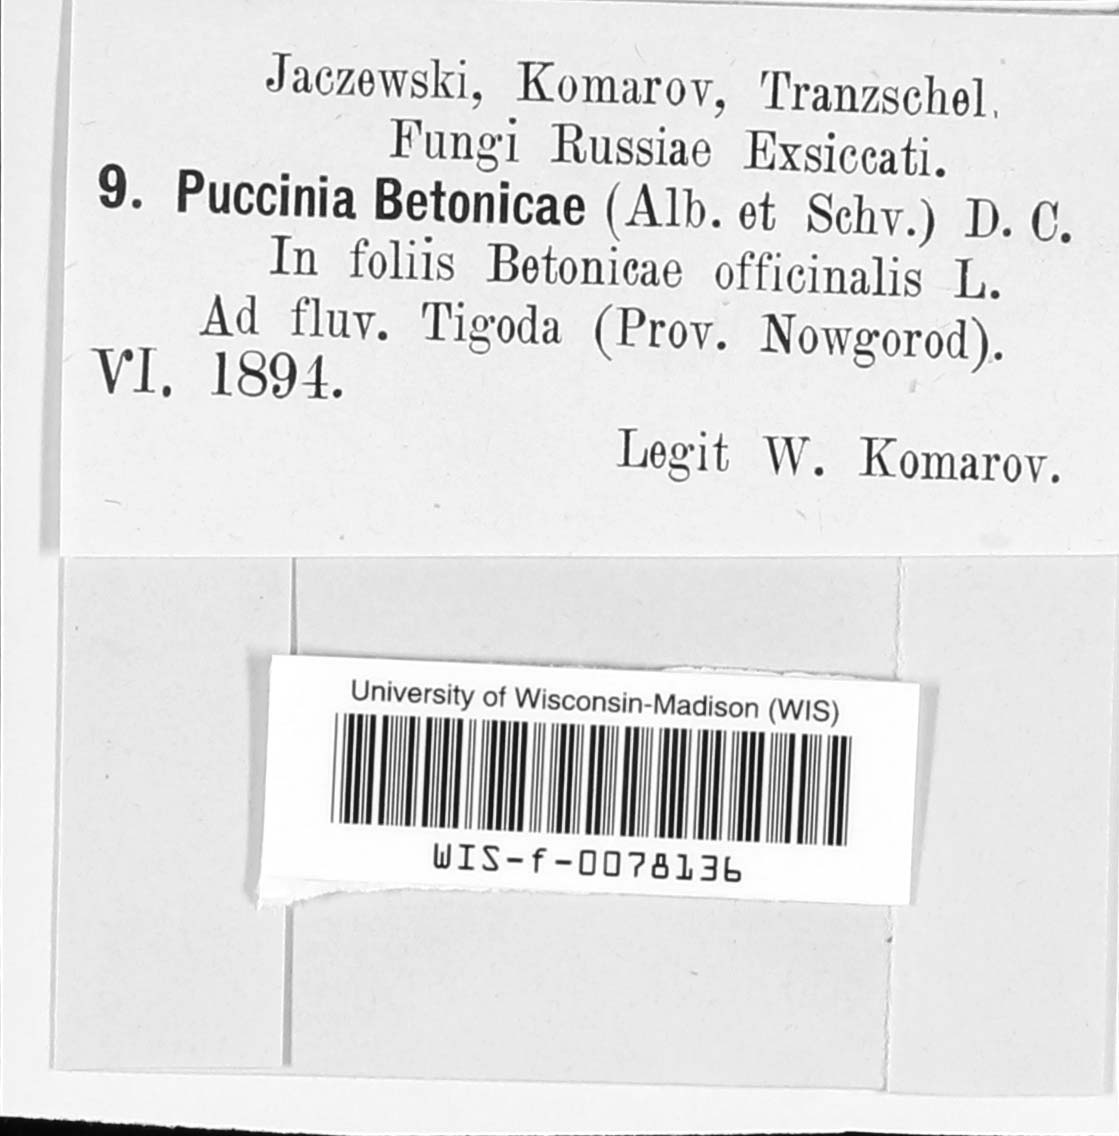 Jaczewski, Komarov, Tranzschel.
Fungi Russiae Exsiccati.
9. Puccinia Betonicae (Alb. et Schv.) D. C.
In foliis Betonicae officinalis L.
Ad fluv. Tigoda (Prov. Nowgorod).
VI. 1894.
Legit W. Komarov.
University of Wisconsin-Madison (WIS)
WIS-f-0078136